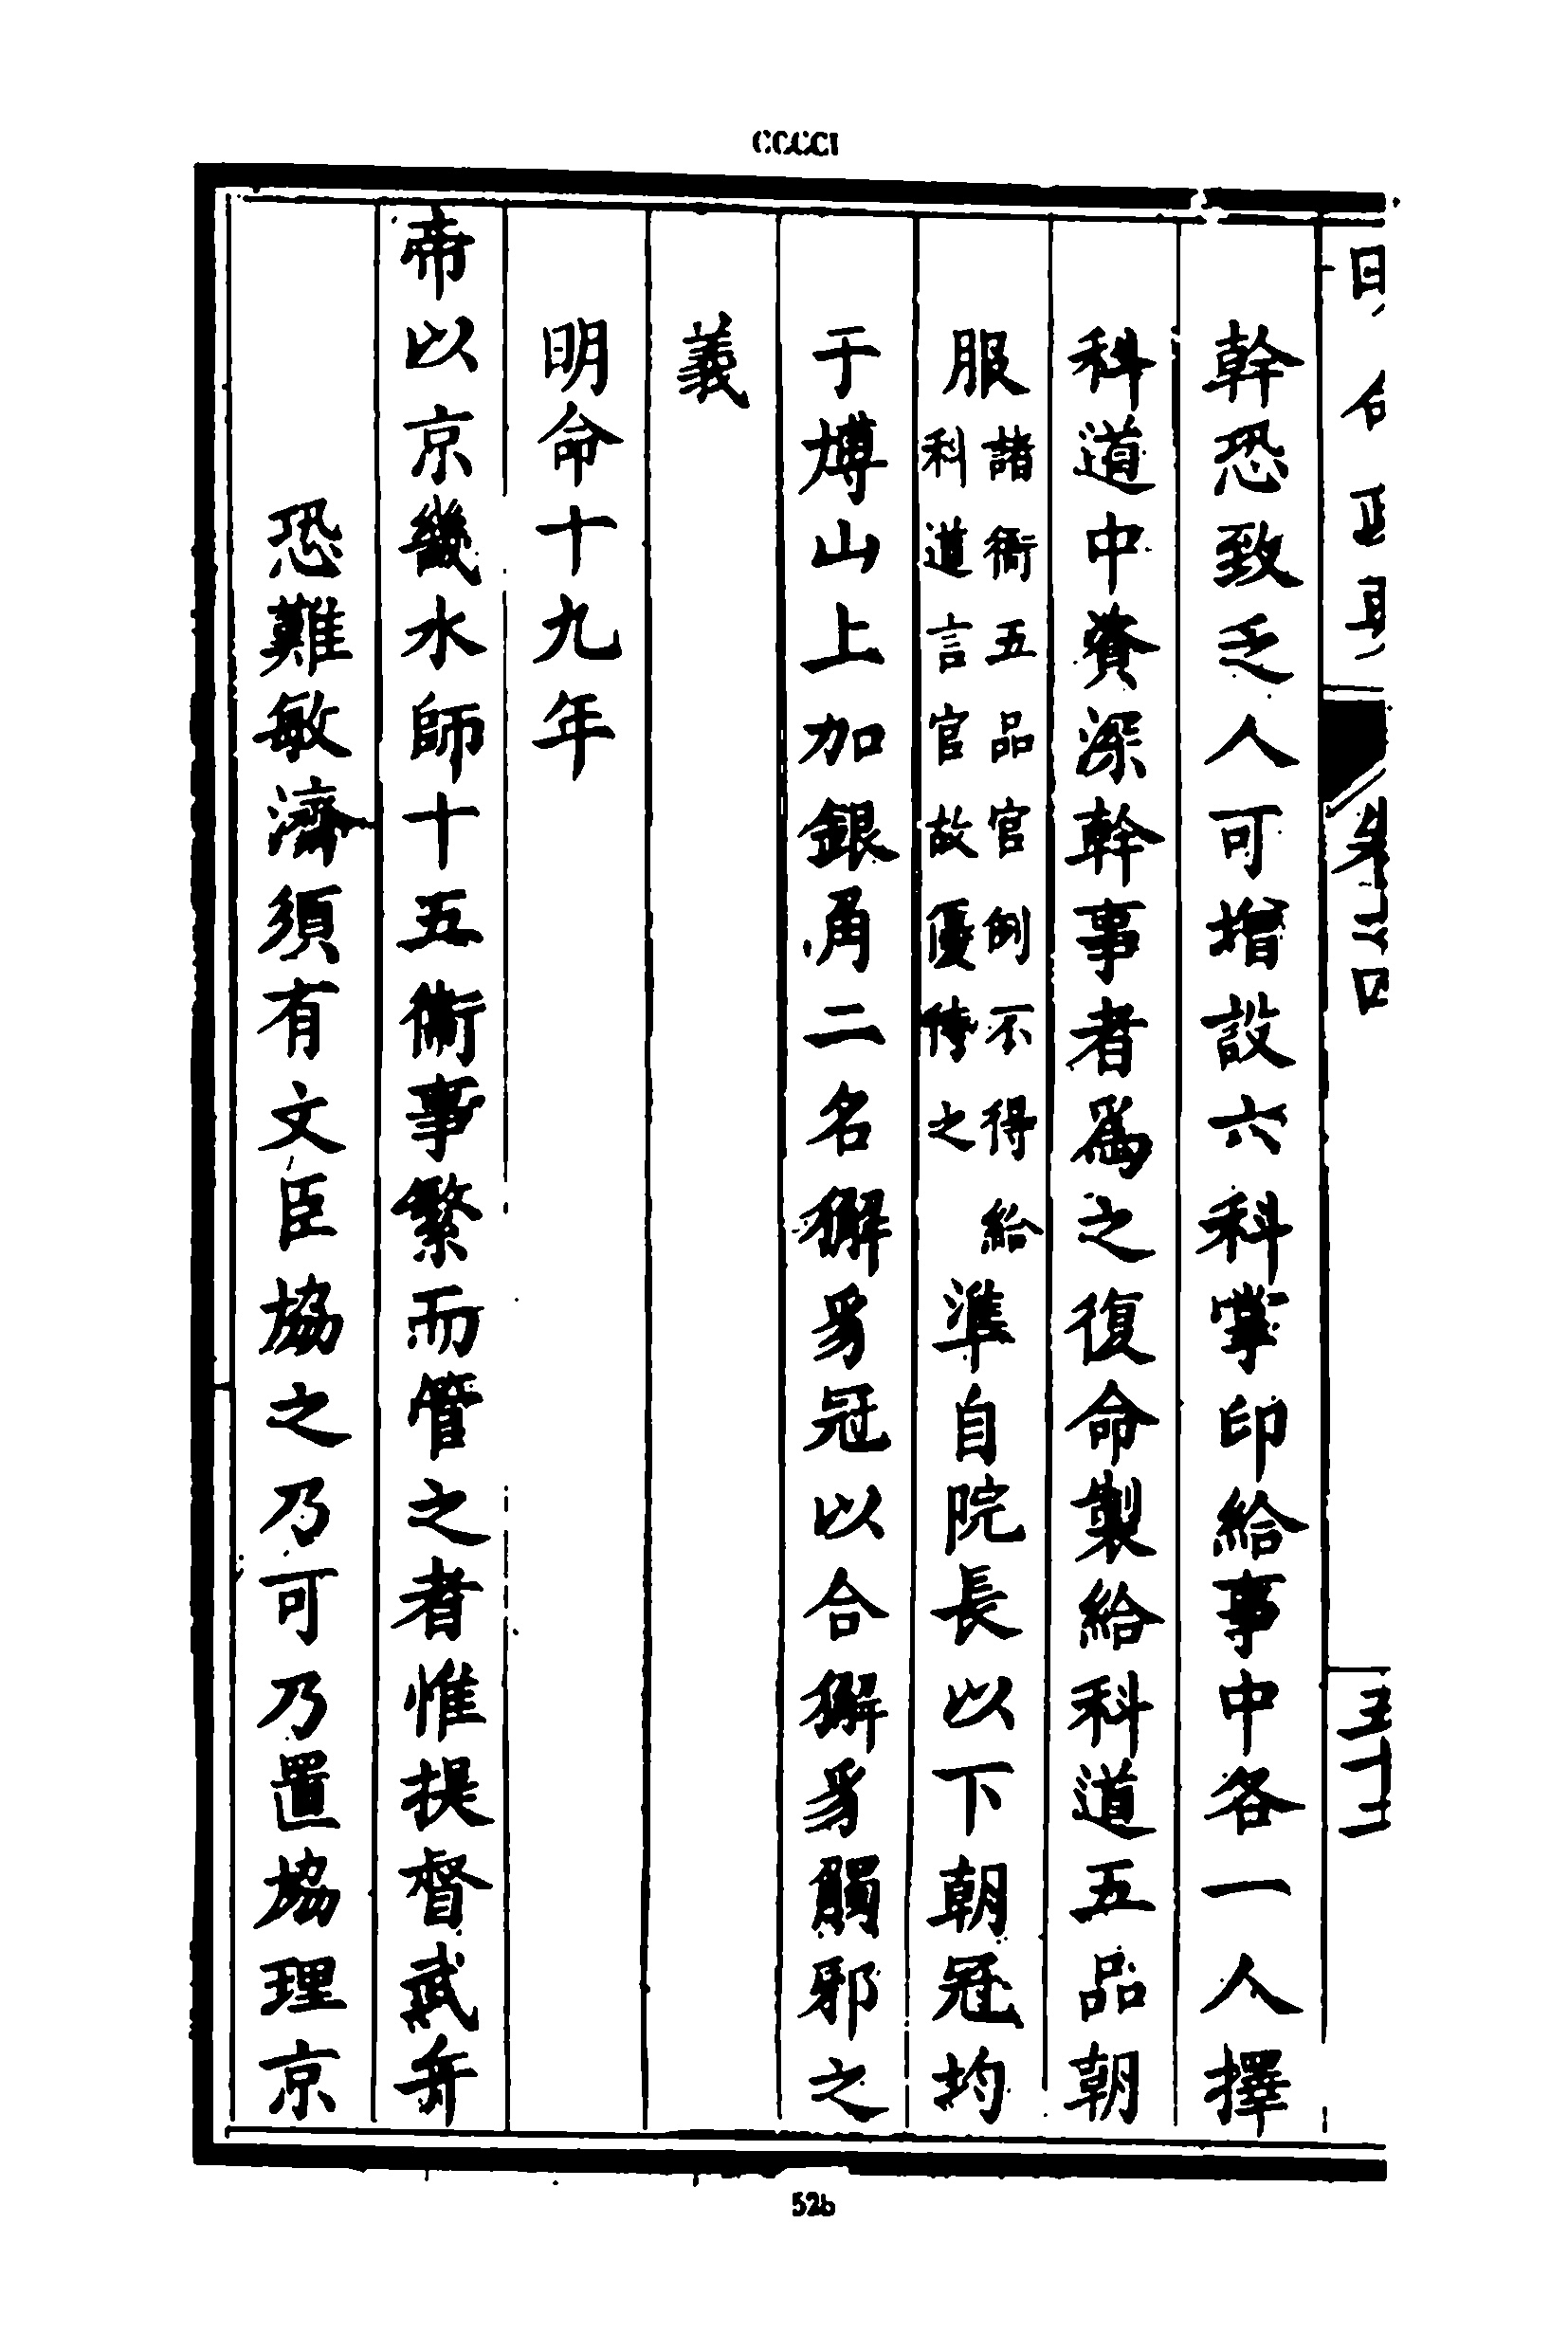 CCCCI
幹恐致乏人可增設六科掌印給事中各一人擇
科道中資深幹事者爲之復命製給科道五品朝
服
諸衙五品官例不得給
科道言官故優待之
準自院長以下朝冠均
于博山上加銀角二名獬豸冠以合獬豸觸邪之
義
明命十九年
帝以京畿水師十五衛事繁而管之者惟提督武弁
恐難敏濟須有文臣協之乃可乃置協理京
五十二
52b